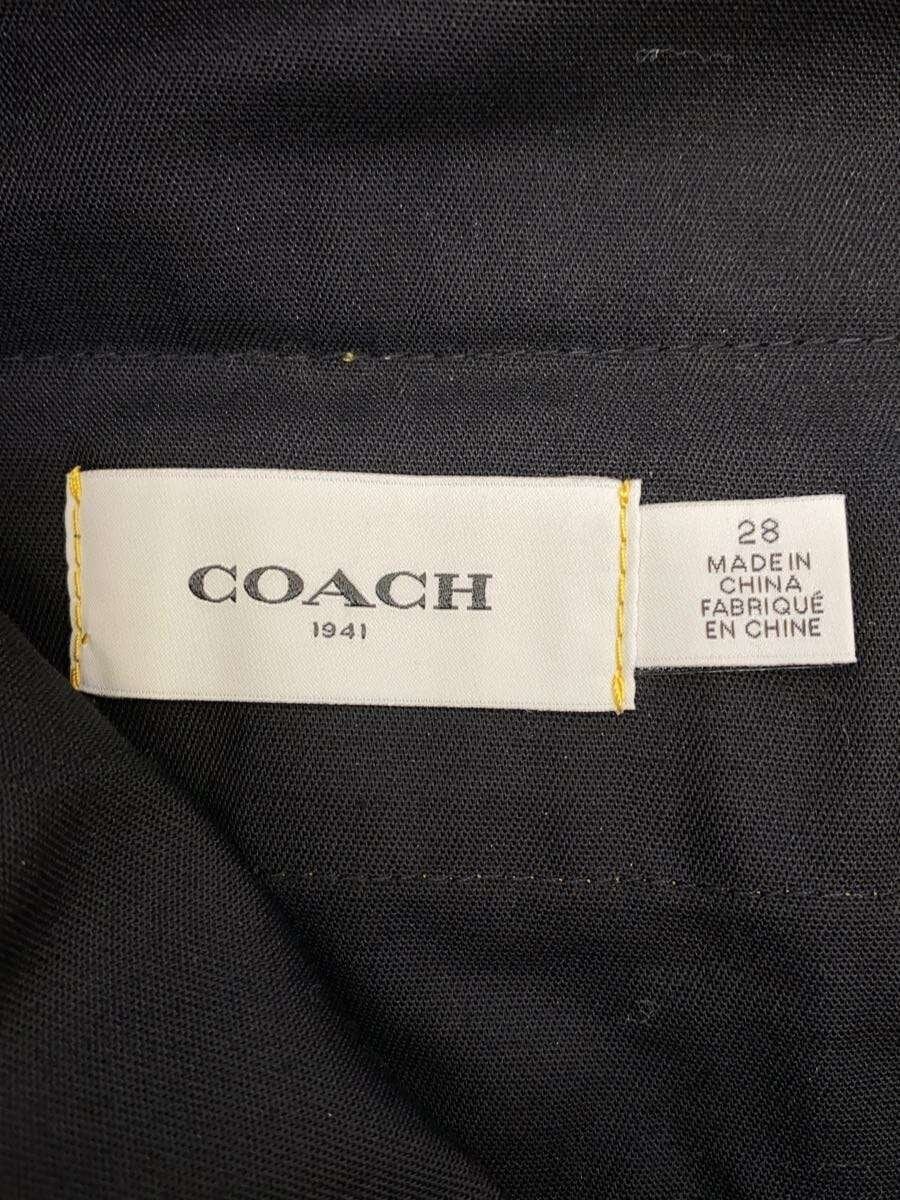 COACH
1941
28
MADE IN
CHINA
FABRIQUÉ
EN CHINE